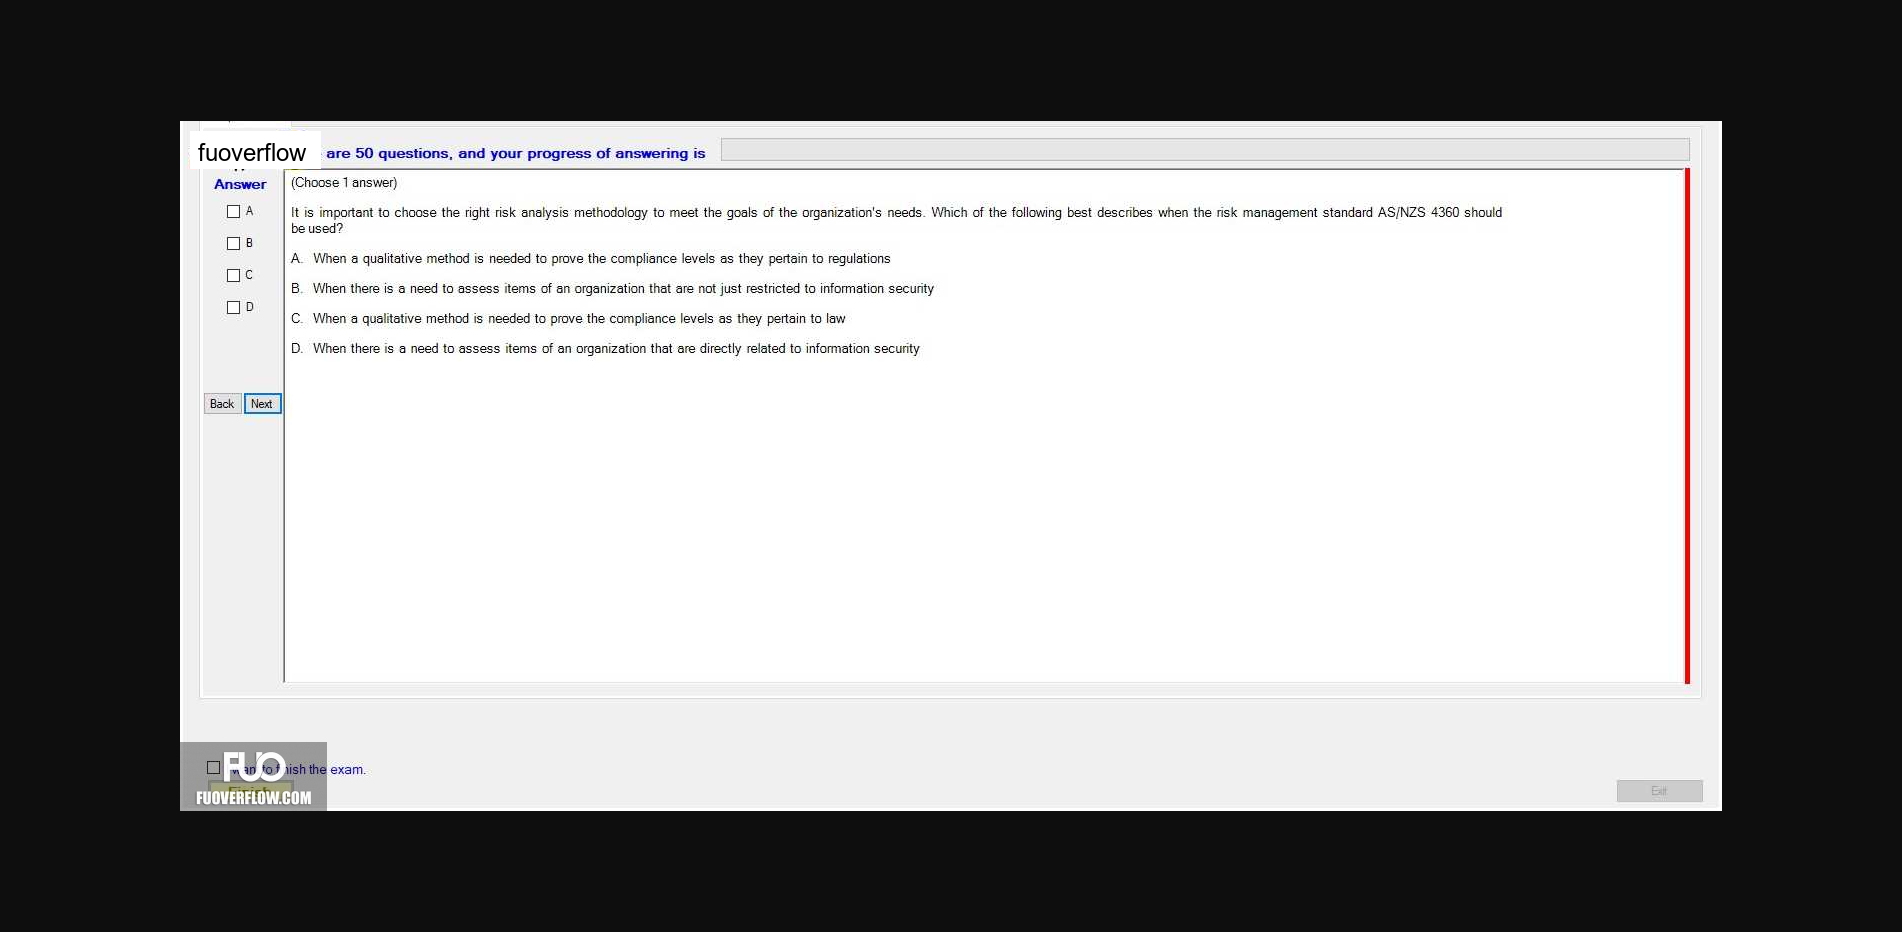 fuoverflow are 50 questions, and your progress of answering is
Answer
(Choose 1 answer)
A
It is important to choose the right risk analysis methodology to meet the goals of the organization's needs. Which of the following best describes when the risk management standard AS/NZS 4360 should
be used?
B
A. When a qualitative method is needed to prove the compliance levels as they pertain to regulations
C
B. When there is a need to assess items of an organization that are not just restricted to information security
D
C. When a qualitative method is needed to prove the compliance levels as they pertain to law
D. When there is a need to assess items of an organization that are directly related to information security
Back Next
FUO
want to finish the exam.
Finish
FUOVERFLOW.COM
Exit